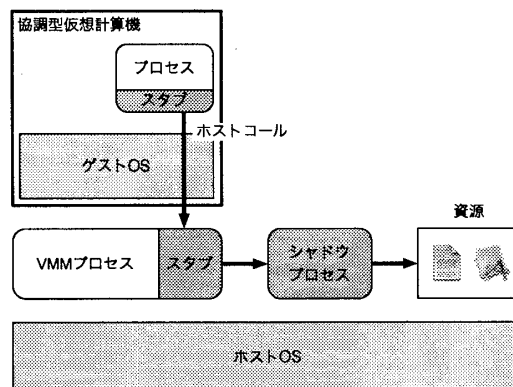 協調型仮想計算機
プロセス
スタブ
ホストコール
ゲストOS
資源
VMMプロセス
スタブ
シャドウ
プロセス
ホストOS